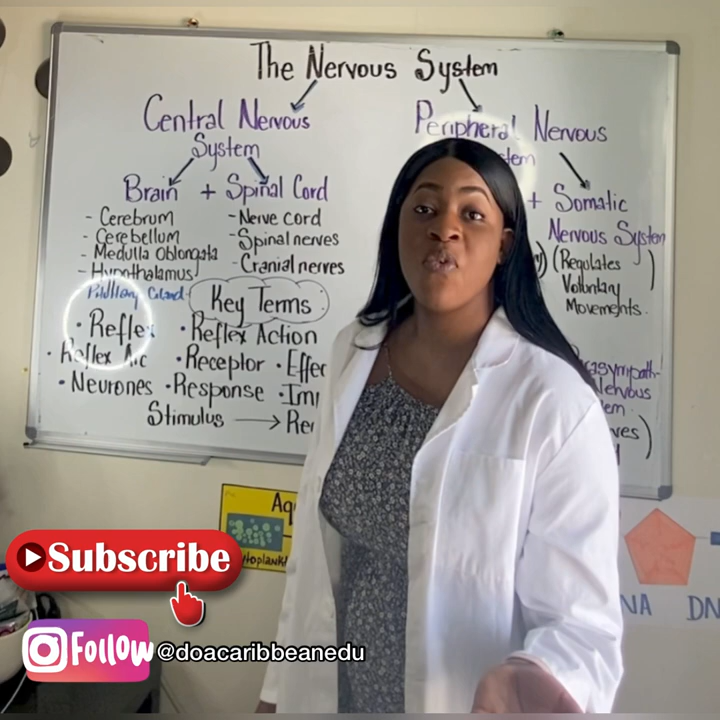 The Nervous System
Central Nervous
System
Peripheral Nervous
Brain + Spinal Cord
+ Somatic
Nervous System
- Cerebrum
- Cerebellum
- Medulla Oblongata
- Hypothalamus
Pituitary Gland
- Nerve cord
- Spinal nerves
- Cranial nerves
(Regulates
Voluntary
Movements.
)
Key Terms
• Reflex • Reflex Action
• Reflex Arc • Receptor •
• Neurones • Response •
Stimulus →
Subscribe
Follow @doacaribbeanedu